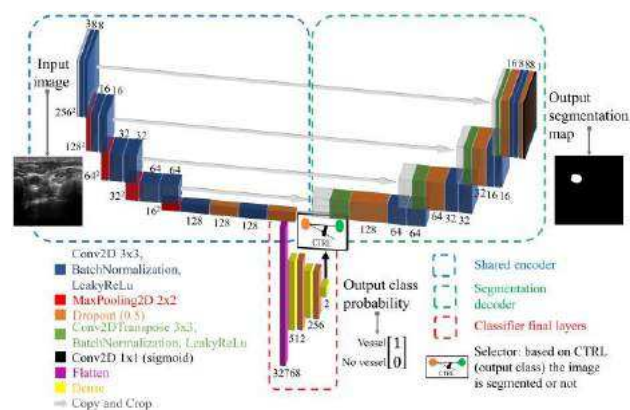 388
Input
image
256²
16 16
128²
32 32
64²
64 64
32²
16²
128 128 128
CTRL
128
64 64
64 32 32
32 16 16
16 8 88
Output
segmentation
map
Conv2D 3x3,
BatchNormalization,
LeakyReLu
MaxPooling2D 2x2
Dropout (0.5)
Conv2DTranspose 3x3,
BatchNormalization, LeakyReLu
Conv2D 1x1 (sigmoid)
Flatten
Dense
Copy and Crop
2
256
512
32768
Output class
probability
Vessel [1]
No vessel [0]
Shared encoder
Segmentation
decoder
Classifier final layers
CTRL
Selector: based on CTRL
(output class) the image
is segmented or not